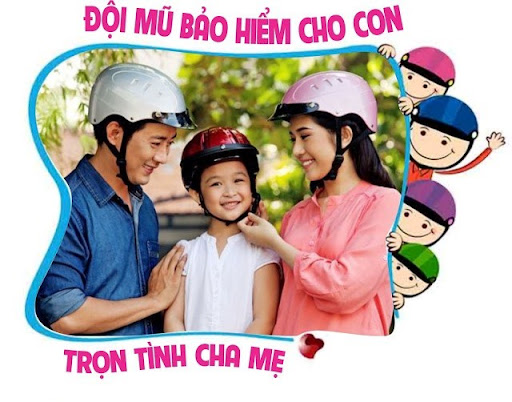 ĐỘI MŨ BẢO HIỂM CHO CON
TRỌN TÌNH CHA MẸ